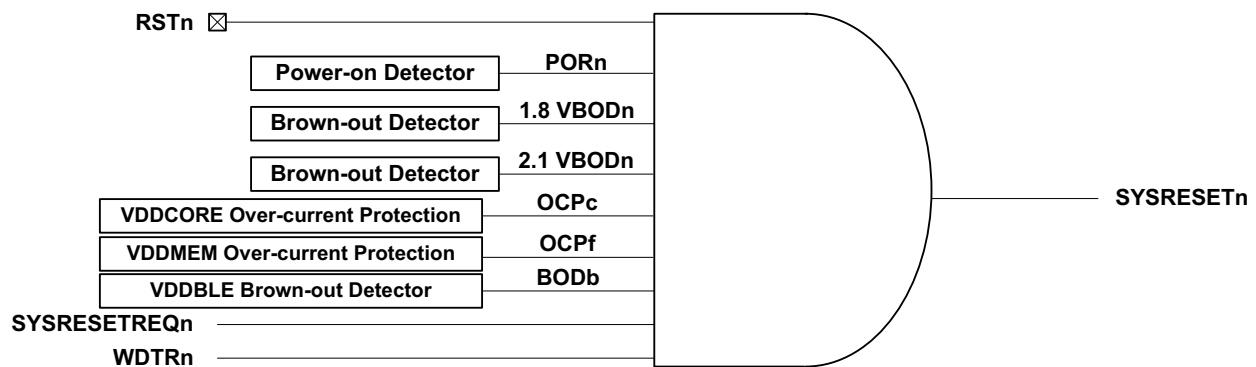 RSTn
Power-on Detector
PORn
Brown-out Detector
1.8 VBODn
Brown-out Detector
2.1 VBODn
VDDCORE Over-current Protection
OCPc
VDDMEM Over-current Protection
OCPf
VDDBLE Brown-out Detector
BODb
SYSRESETREQn
WDTRn
SYSRESETn